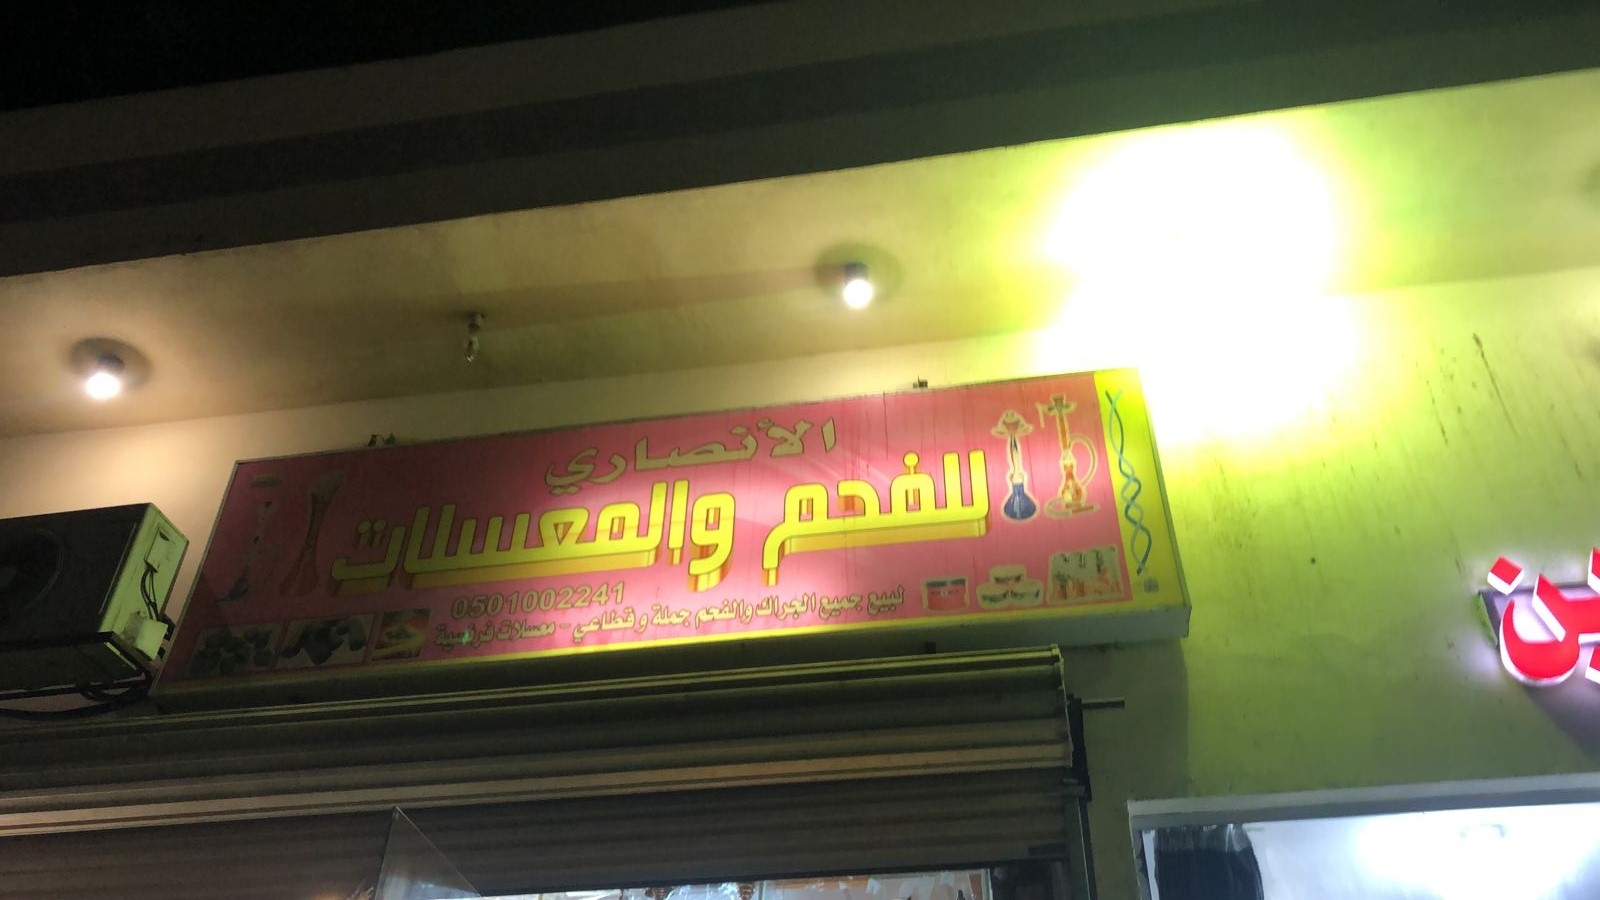 الأنصاري
للفحم والمعسلات
0501002241
لبيع جميع الجراك والفحم جملة وقطاعي - معسلات فرنسية